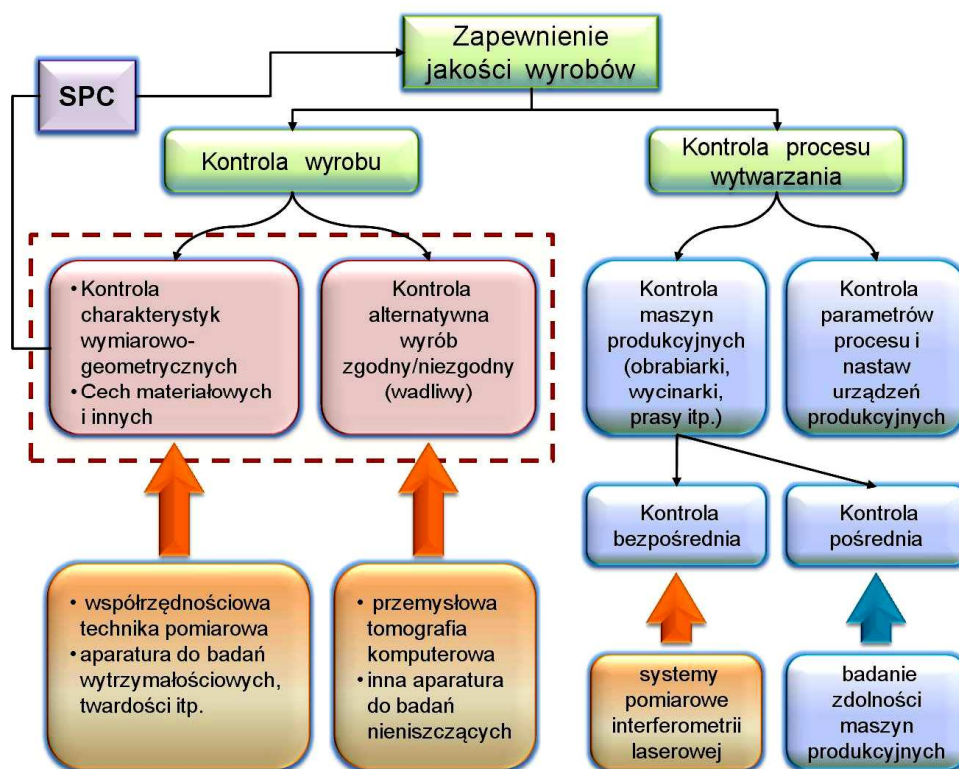 Zapewnienie
jakości wyrobów
SPC
Kontrola wyrobu
Kontrola procesu
wytwarzania
• Kontrola
charakterystyk
wymiarowo-
geometrycznych
• Cech materiałowych
i innych
Kontrola
alternatywna
wyrób
zgodny/niezgodny
(wadliwy)
Kontrola
maszyn
produkcyjnych
(obrabiarki,
wycinarki,
prasy itp.)
Kontrola
parametrów
procesu i
nastaw
urządzeń
produkcyjnych
Kontrola
bezpośrednia
Kontrola
pośrednia
• współrzędnościowa
technika pomiarowa
• aparatura do badań
wytrzymałościowych,
twardości itp.
• przemysłowa
tomografia
komputerowa
• inna aparatura
do badań
nieniszczących
systemy
pomiarowe
interferometrii
laserowej
badanie
zdolności
maszyn
produkcyjnych